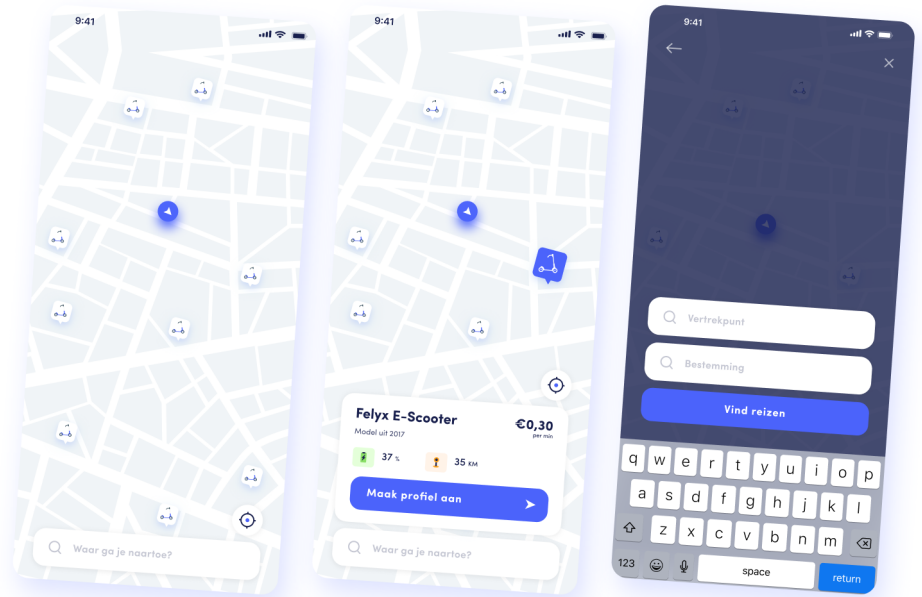 9:41
Waar ga je naartoe?
9:41
Felyx E-Scooter
€0,30
per min
Model uit 2017
37 %
35 KM
Maak profiel aan
Waar ga je naartoe?
9:41
Vertrekpunt
Bestemming
Vind reizen
q w e r t y u i o p
a s d f g h j k l
z x c v b n m
123
space
return